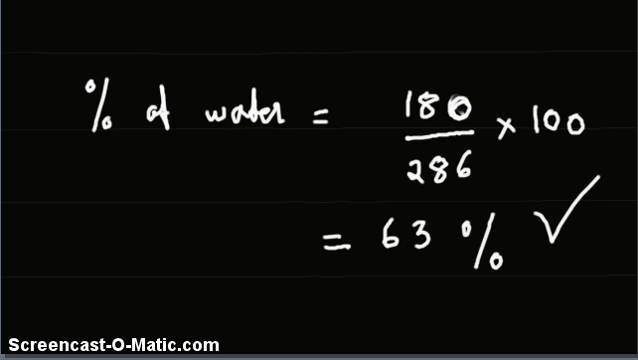 % of water = 180/286 × 100
= 63 % ✓
Screencast-O-Matic.com